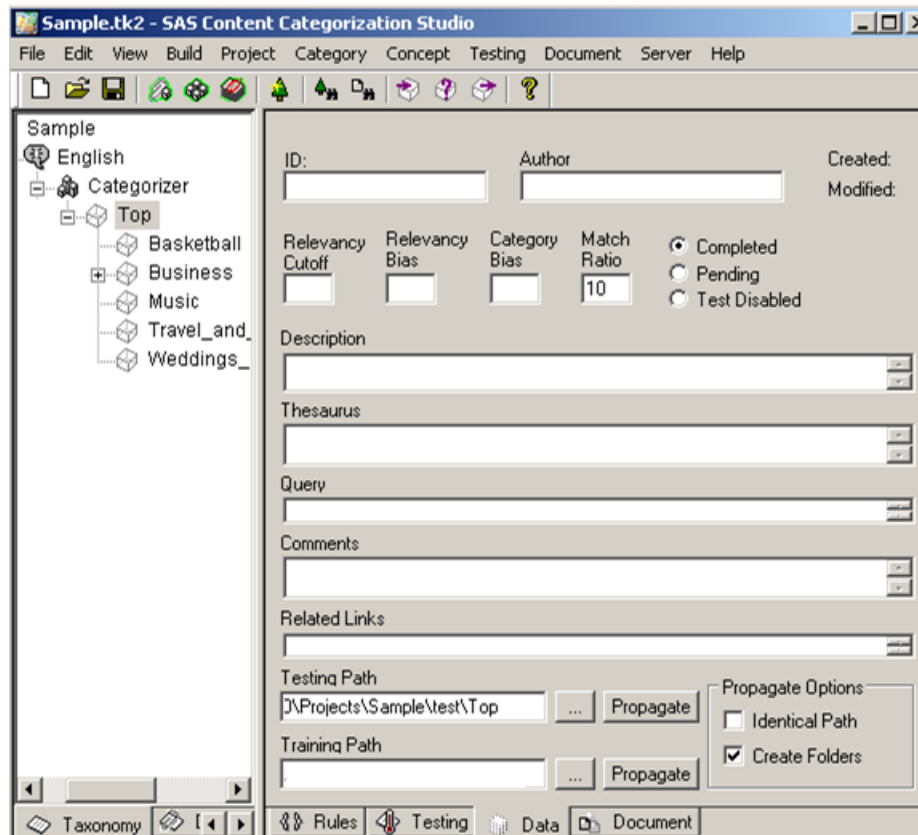 Sample.tk2 - SAS Content Categorization Studio
File Edit View Build Project Category Concept Testing Document Server Help
Sample
English
Categorizer
Top
Basketball
Business
Music
Travel_and_
Weddings_
ID:
Author
Created:
Modified:
Relevancy Cutoff
Relevancy Bias
Category Bias
Match Ratio
10
Completed
Pending
Test Disabled
Description
Thesaurus
Query
Comments
Related Links
Testing Path
\Projects\Sample\test\Top
...
Propagate
Training Path
...
Propagate
Propagate Options
Identical Path
Create Folders
Taxonomy
Rules
Testing
Data
Document